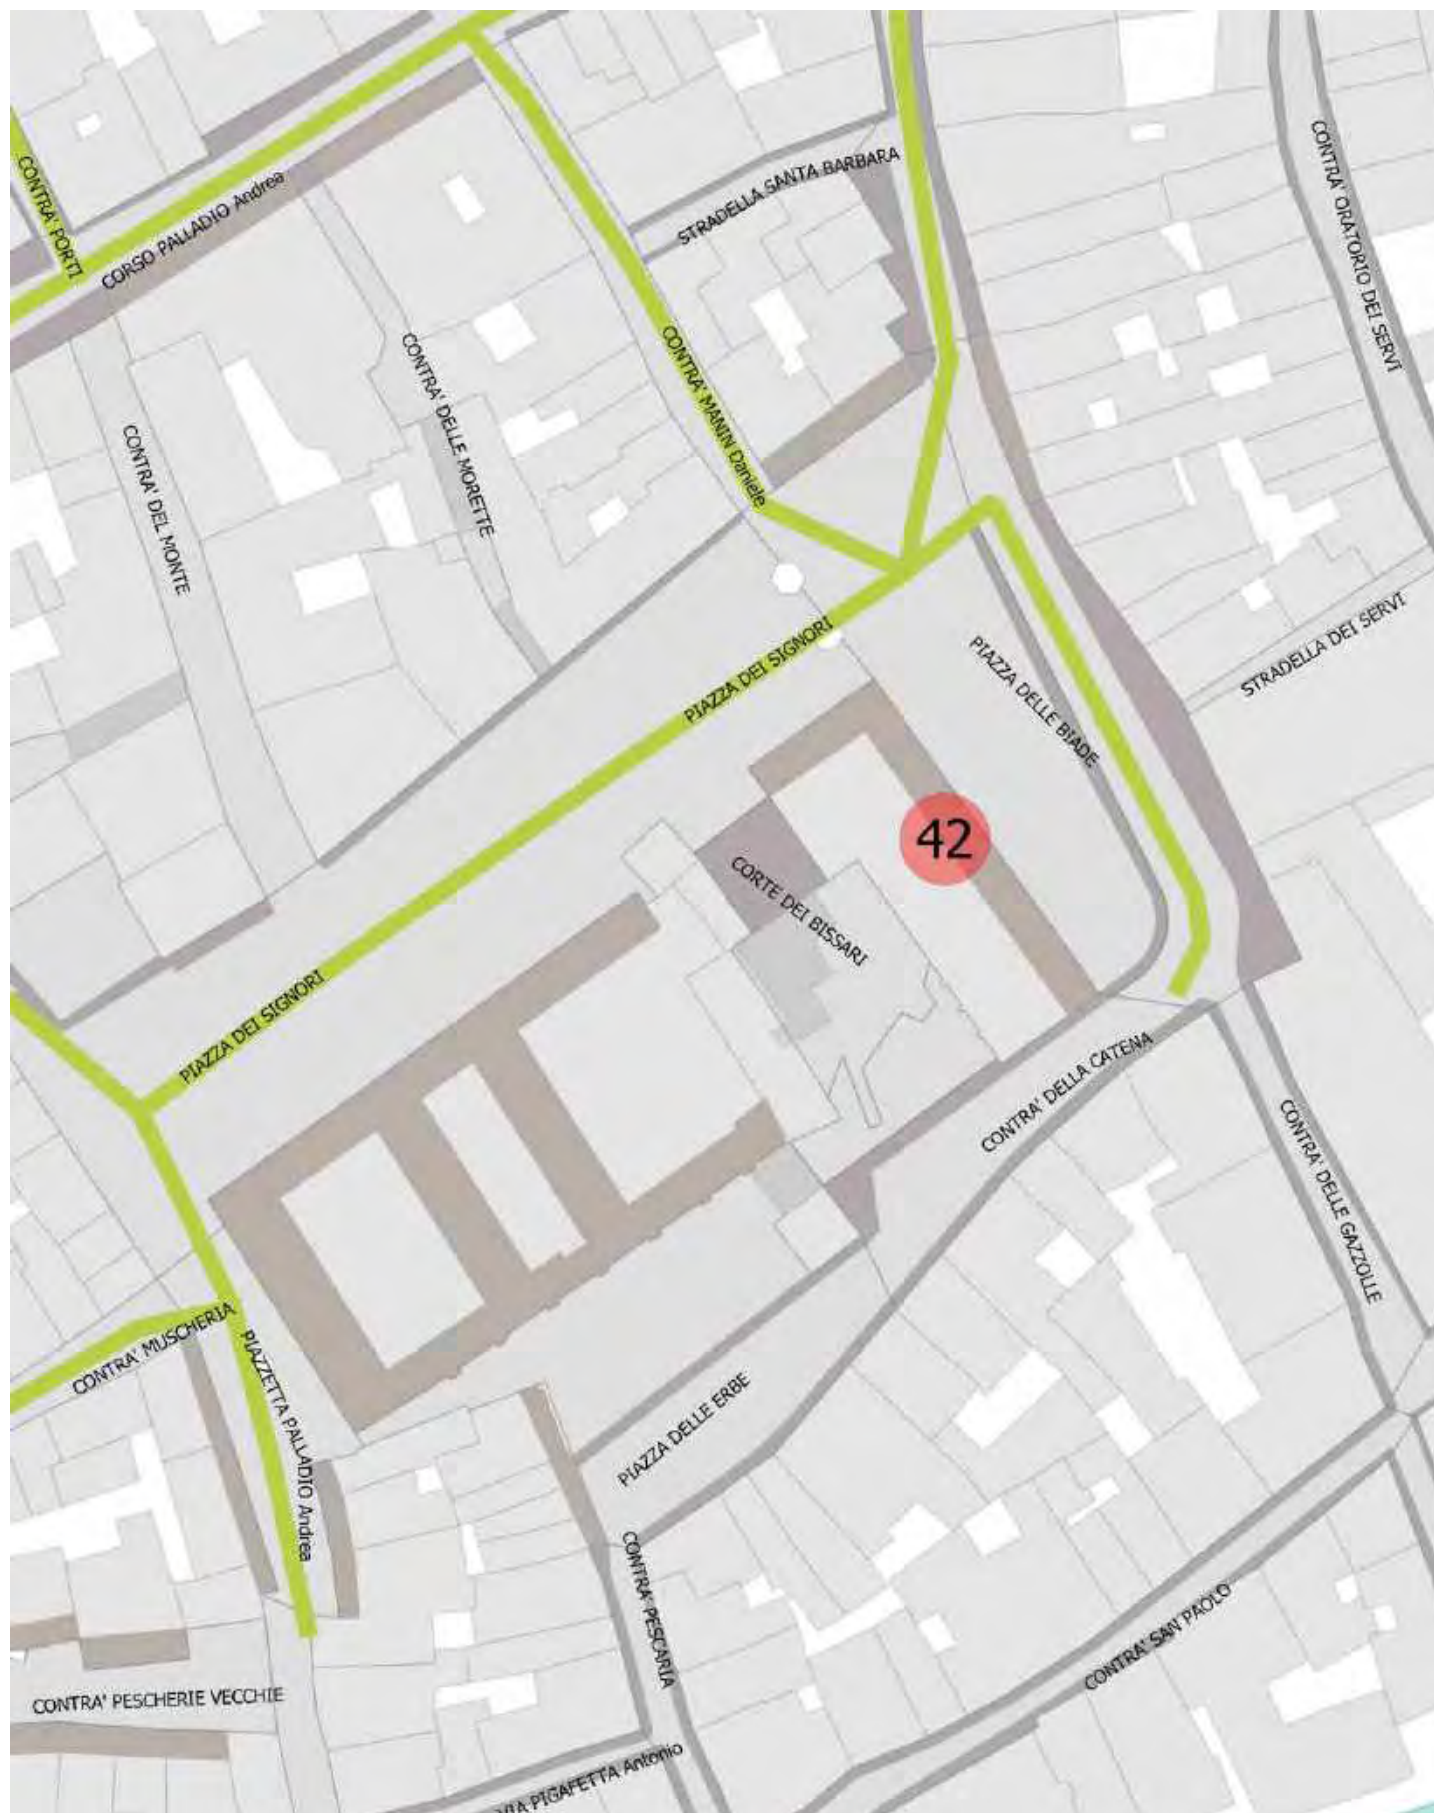 CONTRA' PORTI
CORSO PALLADIO Andrea
STRADELLA SANTA BARBARA
CONTRA' ORATORIO DEI SERVI
CONTRA' DEL MONTE
CONTRA' DELLE MORETTE
CONTRA' MANIN Daniele
STRADELLA DEI SERVI
PIAZZA DEI SIGNORI
PIAZZA DELLE BIADE
42
CORTE DEI BISSARI
PIAZZA DEI SIGNORI
CONTRA' DELLA CATENA
CONTRA' DELLE GAZZOLLE
CONTRA' MUSCHERIA
PIAZZETTA PALLADIO Andrea
PIAZZA DELLE ERBE
CONTRA' PESCARIA
CONTRA' SAN PAOLO
CONTRA' PESCHERIE VECCHIE
VIA PIGAFETTA Antonio